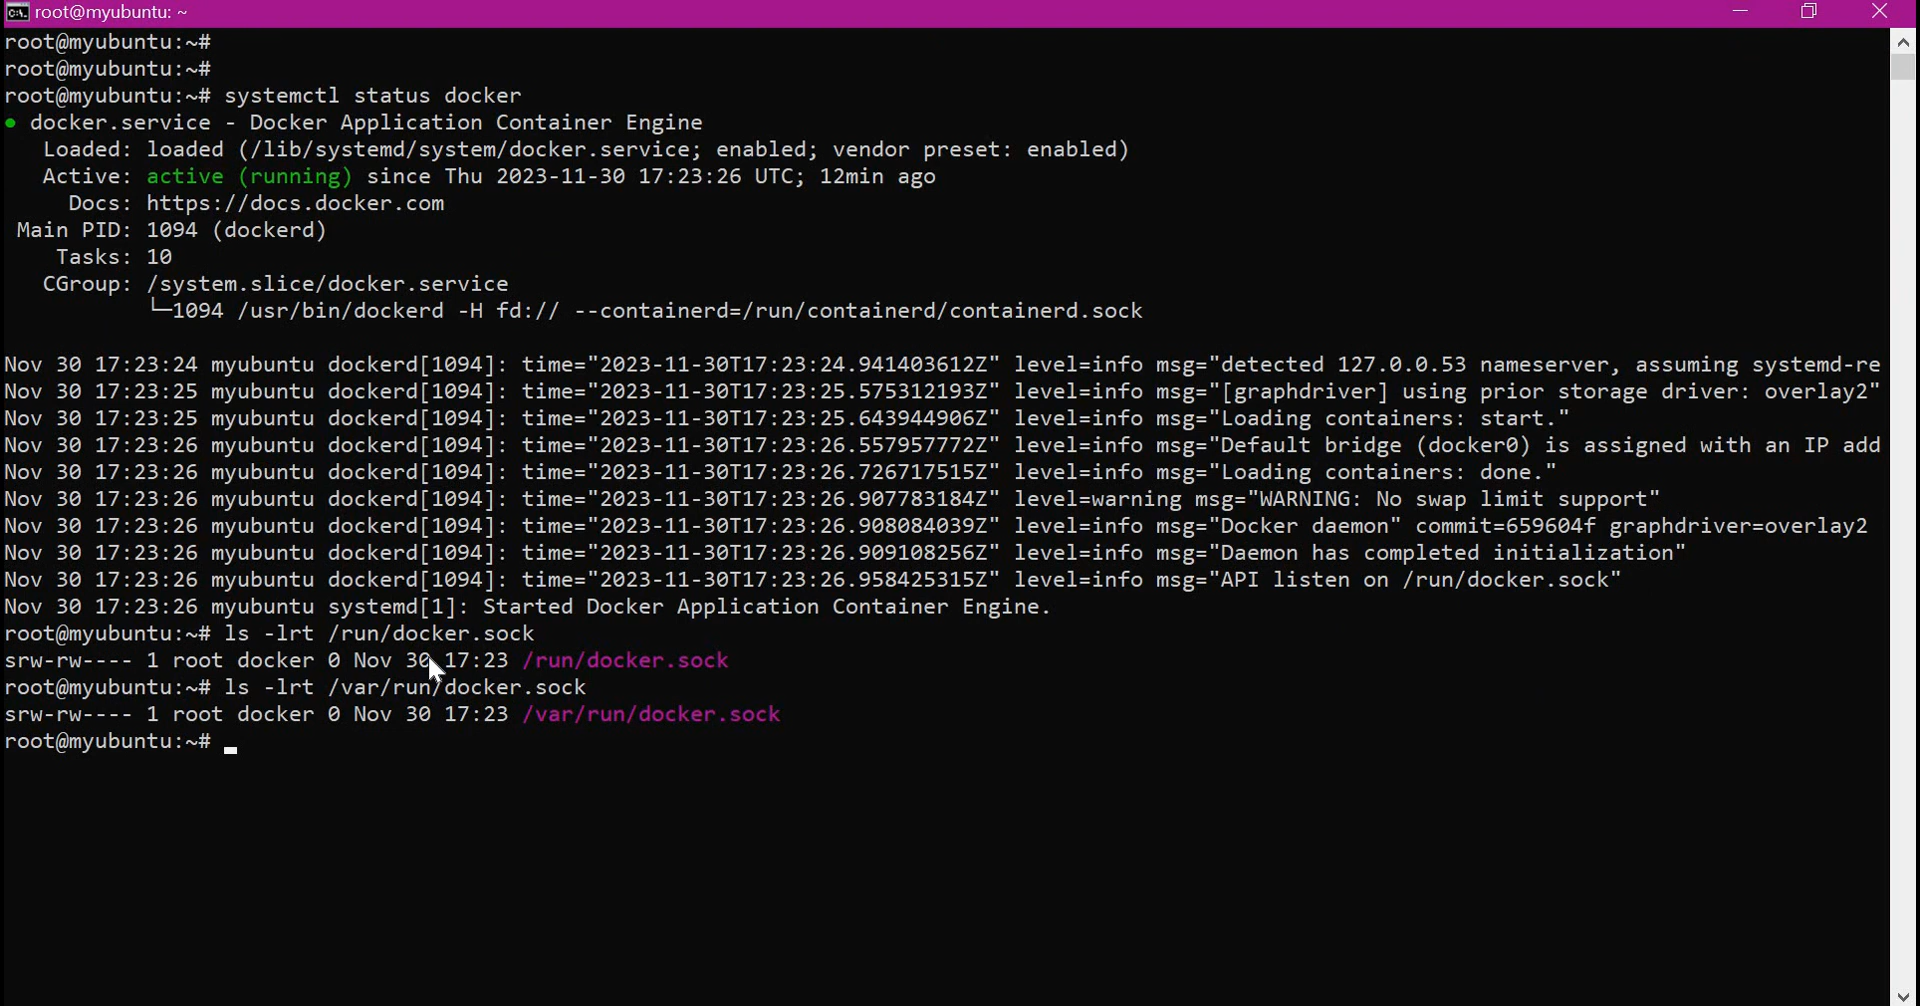 root@myubuntu: ~
root@myubuntu:~#
root@myubuntu:~#
root@myubuntu:~# systemctl status docker
● docker.service - Docker Application Container Engine
   Loaded: loaded (/lib/systemd/system/docker.service; enabled; vendor preset: enabled)
   Active: active (running) since Thu 2023-11-30 17:23:26 UTC; 12min ago
     Docs: https://docs.docker.com
 Main PID: 1094 (dockerd)
    Tasks: 10
   CGroup: /system.slice/docker.service
           └─1094 /usr/bin/dockerd -H fd:// --containerd=/run/containerd/containerd.sock
Nov 30 17:23:24 myubuntu dockerd[1094]: time="2023-11-30T17:23:24.941403612Z" level=info msg="detected 127.0.0.53 nameserver, assuming systemd-re
Nov 30 17:23:25 myubuntu dockerd[1094]: time="2023-11-30T17:23:25.575312193Z" level=info msg="[graphdriver] using prior storage driver: overlay2"
Nov 30 17:23:25 myubuntu dockerd[1094]: time="2023-11-30T17:23:25.643944906Z" level=info msg="Loading containers: start."
Nov 30 17:23:26 myubuntu dockerd[1094]: time="2023-11-30T17:23:26.557957772Z" level=info msg="Default bridge (docker0) is assigned with an IP add
Nov 30 17:23:26 myubuntu dockerd[1094]: time="2023-11-30T17:23:26.726717515Z" level=info msg="Loading containers: done."
Nov 30 17:23:26 myubuntu dockerd[1094]: time="2023-11-30T17:23:26.907783184Z" level=warning msg="WARNING: No swap limit support"
Nov 30 17:23:26 myubuntu dockerd[1094]: time="2023-11-30T17:23:26.908084039Z" level=info msg="Docker daemon" commit=659604f graphdriver=overlay2
Nov 30 17:23:26 myubuntu dockerd[1094]: time="2023-11-30T17:23:26.909108256Z" level=info msg="Daemon has completed initialization"
Nov 30 17:23:26 myubuntu dockerd[1094]: time="2023-11-30T17:23:26.958425315Z" level=info msg="API listen on /run/docker.sock"
Nov 30 17:23:26 myubuntu systemd[1]: Started Docker Application Container Engine.
root@myubuntu:~# ls -lrt /run/docker.sock
srw-rw---- 1 root docker 0 Nov 30 17:23 /run/docker.sock
root@myubuntu:~# ls -lrt /var/run/docker.sock
srw-rw---- 1 root docker 0 Nov 30 17:23 /var/run/docker.sock
root@myubuntu:~#